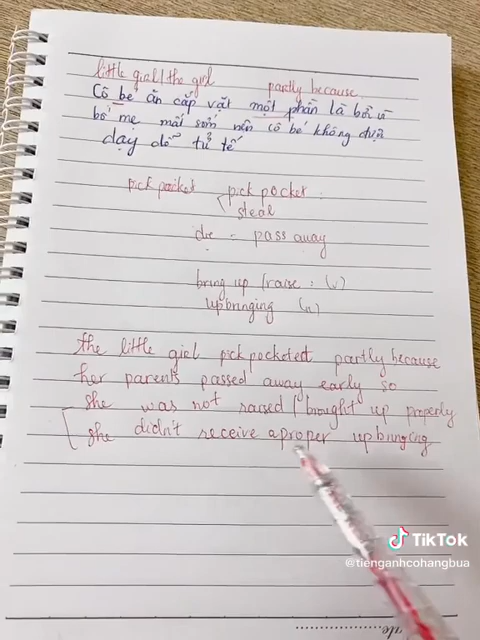 little girl/the girl partly because
Cô bé ăn cắp vặt một phần là bởi vì
bố mẹ mất sớm nên cô bé không được
dạy dỗ tử tế
pick pocket pick pocket
steal
die = pass away
bring up /raise : (v)
upbringing (n)
the little girl pickpocketed partly because
her parents passed away early so
she was not raised / brought up properly
she didn't receive a proper upbringing
TikTok
@tienganhcohangbua